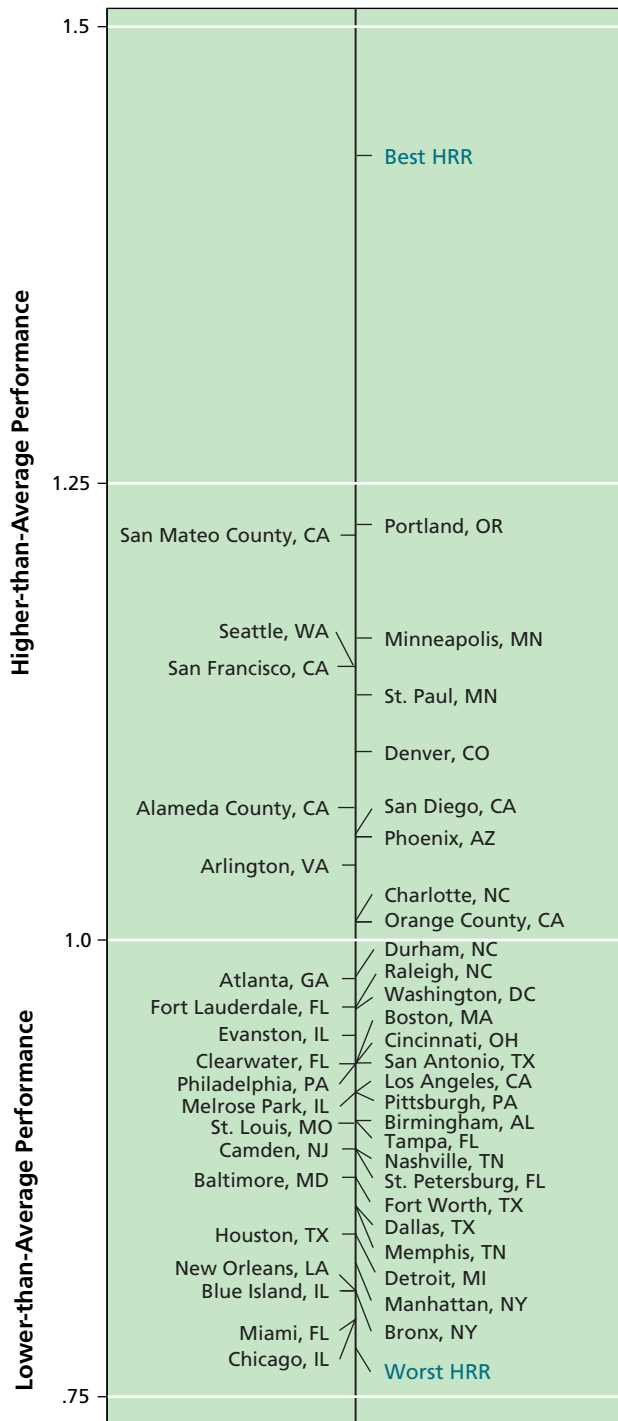 1.5
Best HRR
Higher-than-Average Performance
1.25
Portland, OR
San Mateo County, CA
Seattle, WA
Minneapolis, MN
San Francisco, CA
St. Paul, MN
Denver, CO
San Diego, CA
Alameda County, CA
Phoenix, AZ
Arlington, VA
Charlotte, NC
Orange County, CA
1.0
Durham, NC
Raleigh, NC
Atlanta, GA
Washington, DC
Fort Lauderdale, FL
Boston, MA
Evanston, IL
Cincinnati, OH
Clearwater, FL
San Antonio, TX
Philadelphia, PA
Los Angeles, CA
Melrose Park, IL
Pittsburgh, PA
St. Louis, MO
Birmingham, AL
Tampa, FL
Camden, NJ
Nashville, TN
Baltimore, MD
St. Petersburg, FL
Fort Worth, TX
Dallas, TX
Houston, TX
Memphis, TN
New Orleans, LA
Detroit, MI
Blue Island, IL
Manhattan, NY
Miami, FL
Bronx, NY
Chicago, IL
Worst HRR
Lower-than-Average Performance
.75